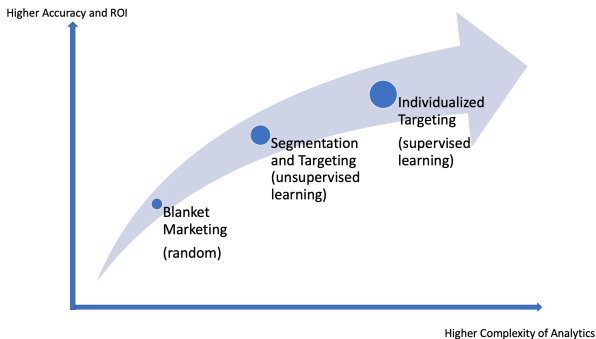 Higher Accuracy and ROI
Individualized
Targeting
(supervised
learning)
Segmentation
and Targeting
(unsupervised
learning)
Blanket
Marketing
(random)
Higher Complexity of Analytics